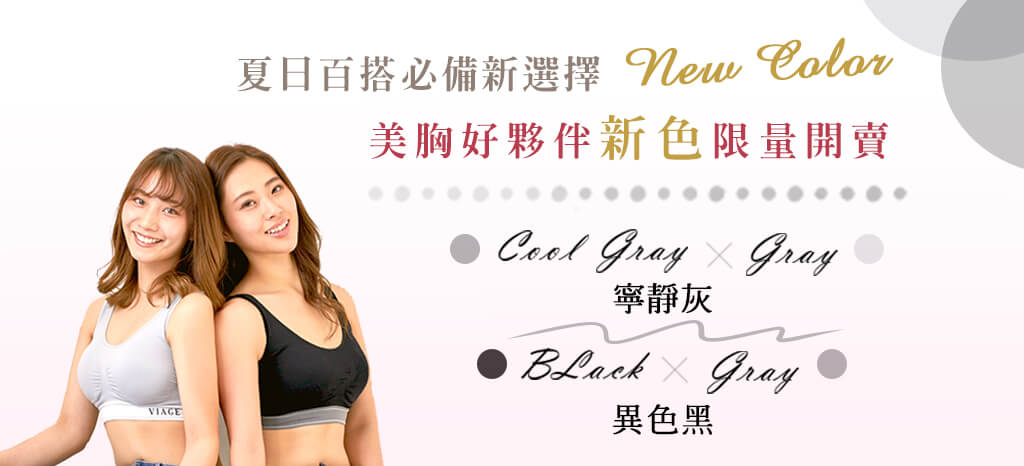 夏日百搭必備新選擇 New Color
美胸好夥伴新色限量開賣
Cool Gray × Gray
寧靜灰
BLack × Gray
異色黑
VIAGE